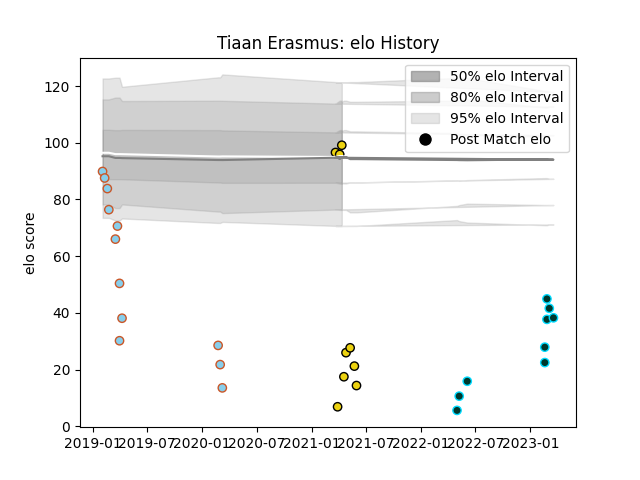 Tiaan Erasmus: elo History
50% elo Interval
80% elo Interval
95% elo Interval
Post Match elo
elo score
120
100
80
60
40
20
0
2019-01 2019-07 2020-01 2020-07 2021-01 2021-07 2022-01 2022-07 2023-01